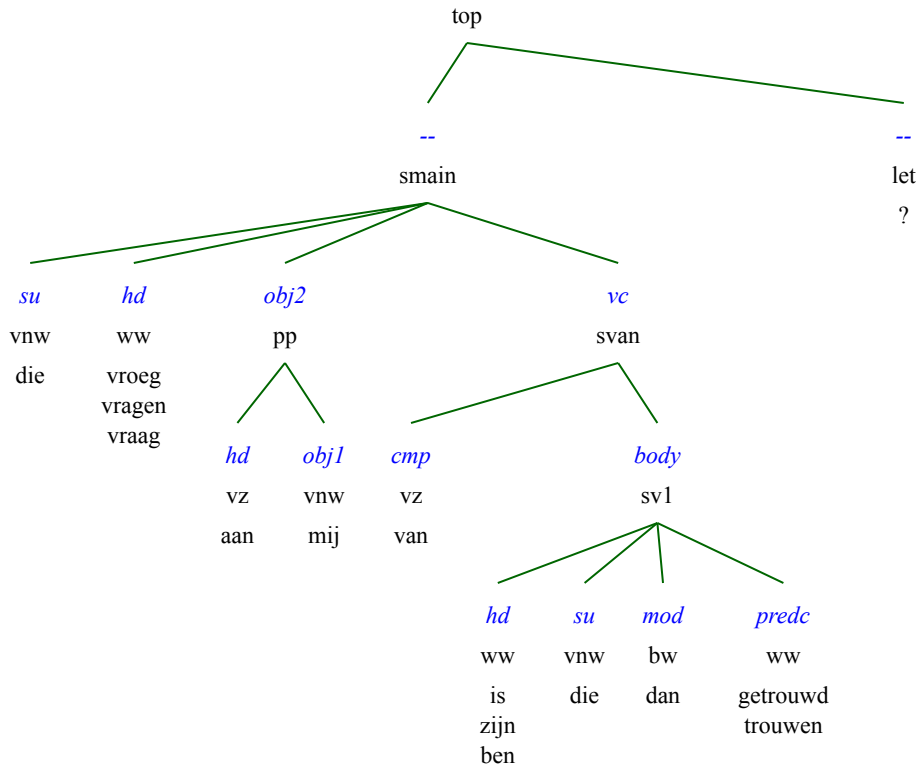 top
-- --
smain let
?
su hd obj2 vc
vnw ww pp svan
die vroeg
vragen
vraag
hd obj1 cmp body
vz vnw vz sv1
aan mij van
hd su mod predc
ww vnw bw ww
is die dan getrouwd
zijn trouwen
ben